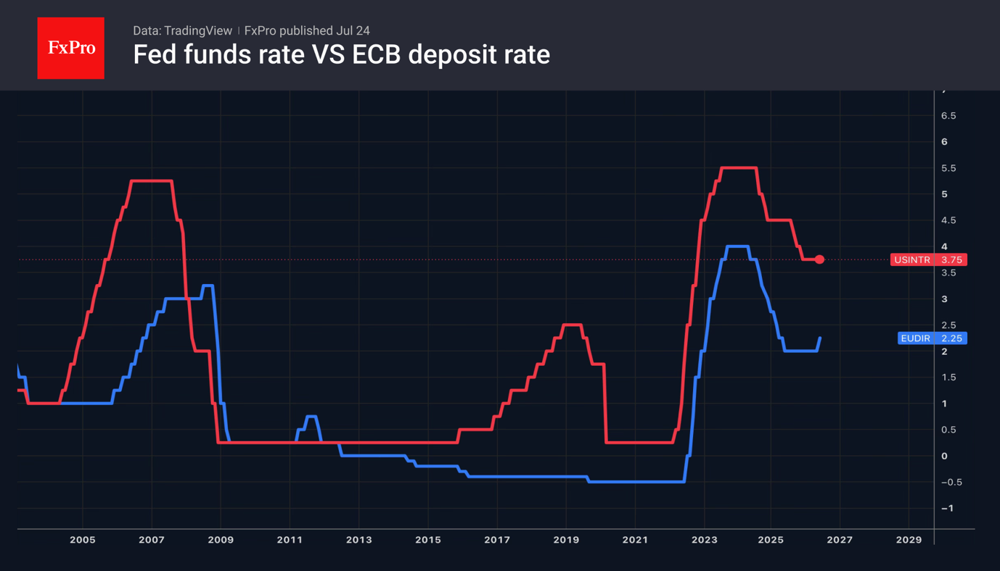 FxPro
Data: TradingView | FxPro published Jul 24
Fed funds rate VS ECB deposit rate
6.5
6
5.5
5
4.5
4
USINTR 3.75
3.5
3
2.5
EUDIR 2.25
2
1.5
1
0.5
0
−0.5
−1
2005 2007 2009 2011 2013 2015 2017 2019 2021 2023 2025 2027 2029